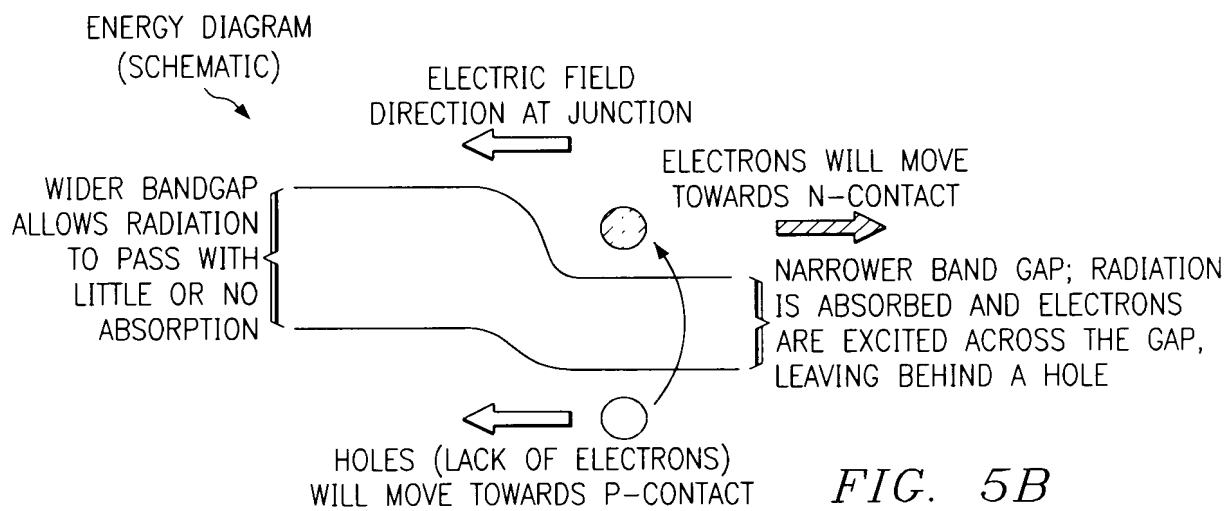 ENERGY DIAGRAM
(SCHEMATIC)
ELECTRIC FIELD
DIRECTION AT JUNCTION
ELECTRONS WILL MOVE
TOWARDS N-CONTACT
WIDER BANDGAP
ALLOWS RADIATION
TO PASS WITH
LITTLE OR NO
ABSORPTION
NARROWER BAND GAP; RADIATION
IS ABSORBED AND ELECTRONS
ARE EXCITED ACROSS THE GAP,
LEAVING BEHIND A HOLE
HOLES (LACK OF ELECTRONS)
WILL MOVE TOWARDS P-CONTACT
FIG. 5B